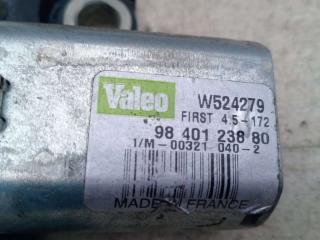 Valeo W524279
FIRST 4.5-172
98 401 238 80
1/M-00321 040-2
MADE IN FRANCE